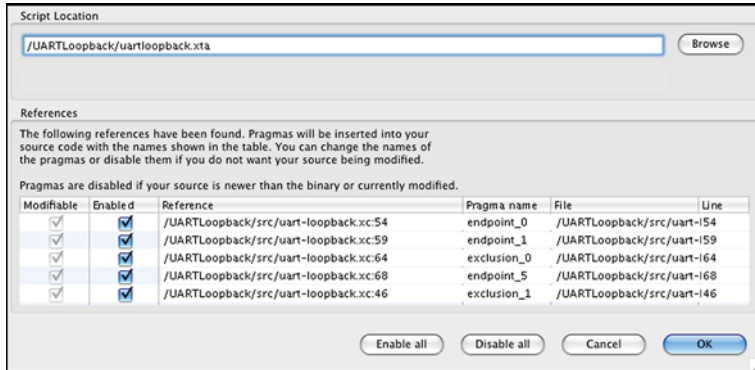 Script Location
/UARTLoopback/uartloopback.xta
Browse
References
The following references have been found. Pragmas will be inserted into your
source code with the names shown in the table. You can change the names of
the pragmas or disable them if you do not want your source being modified.
Pragmas are disabled if your source is newer than the binary or currently modified.
Modifiable Enabled Reference Pragma name File Line
/UARTLoopback/src/uart-loopback.xc:54 endpoint_0 /UARTLoopback/src/uart-l 54
/UARTLoopback/src/uart-loopback.xc:59 endpoint_1 /UARTLoopback/src/uart-l 59
/UARTLoopback/src/uart-loopback.xc:64 exclusion_0 /UARTLoopback/src/uart-l 64
/UARTLoopback/src/uart-loopback.xc:68 endpoint_5 /UARTLoopback/src/uart-l 68
/UARTLoopback/src/uart-loopback.xc:46 exclusion_1 /UARTLoopback/src/uart-l 46
Enable all Disable all Cancel OK